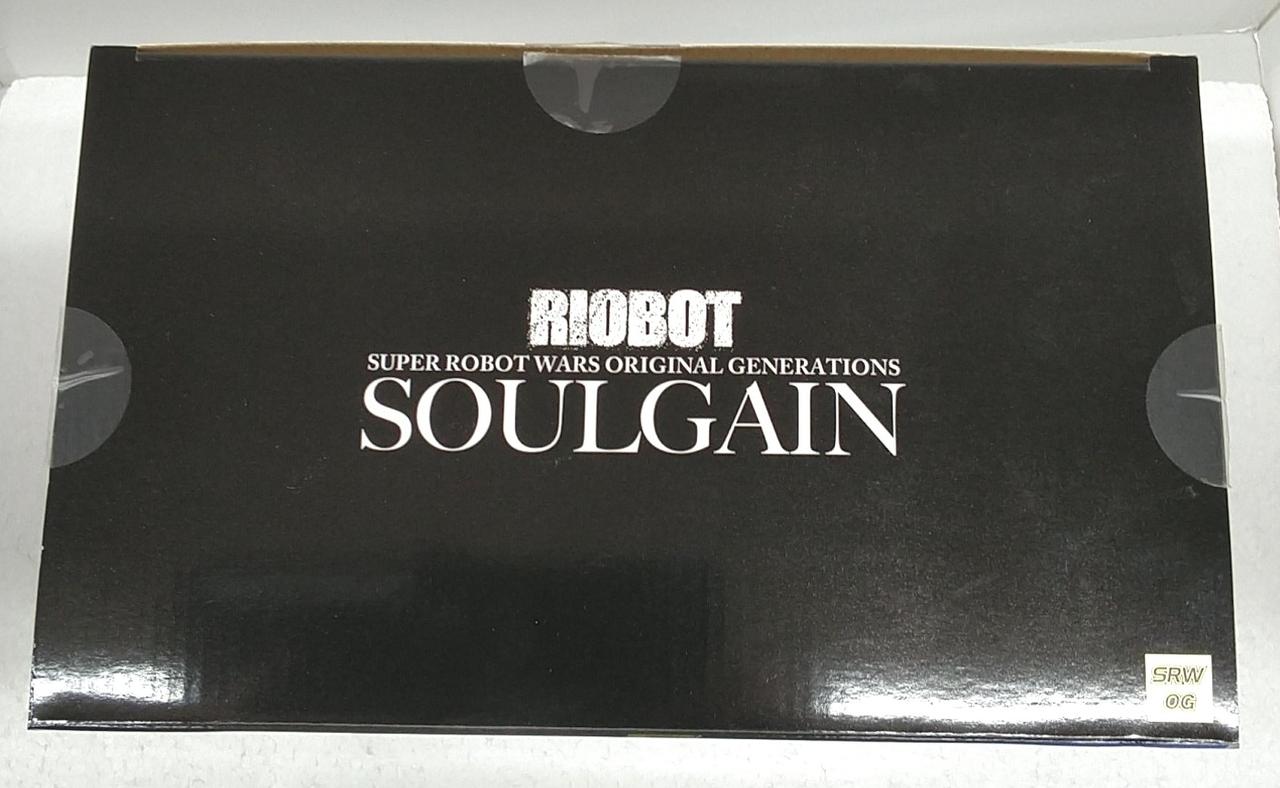 RIOBOT
SUPER ROBOT WARS ORIGINAL GENERATIONS
SOULGAIN
SRW
OG